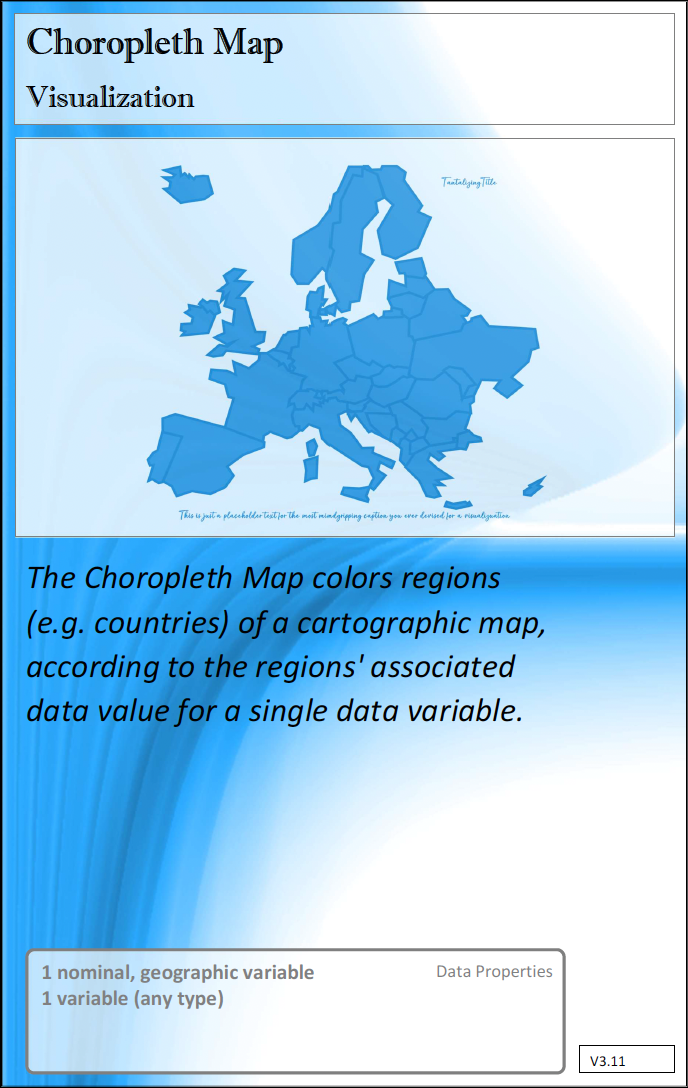 Choropleth Map
Visualization
Tantalizing Title
This is just a placeholder text for the most mindgripping caption you ever devised for a visualization
The Choropleth Map colors regions
(e.g. countries) of a cartographic map,
according to the regions' associated
data value for a single data variable.
1 nominal, geographic variable
Data Properties
1 variable (any type)
V3.11